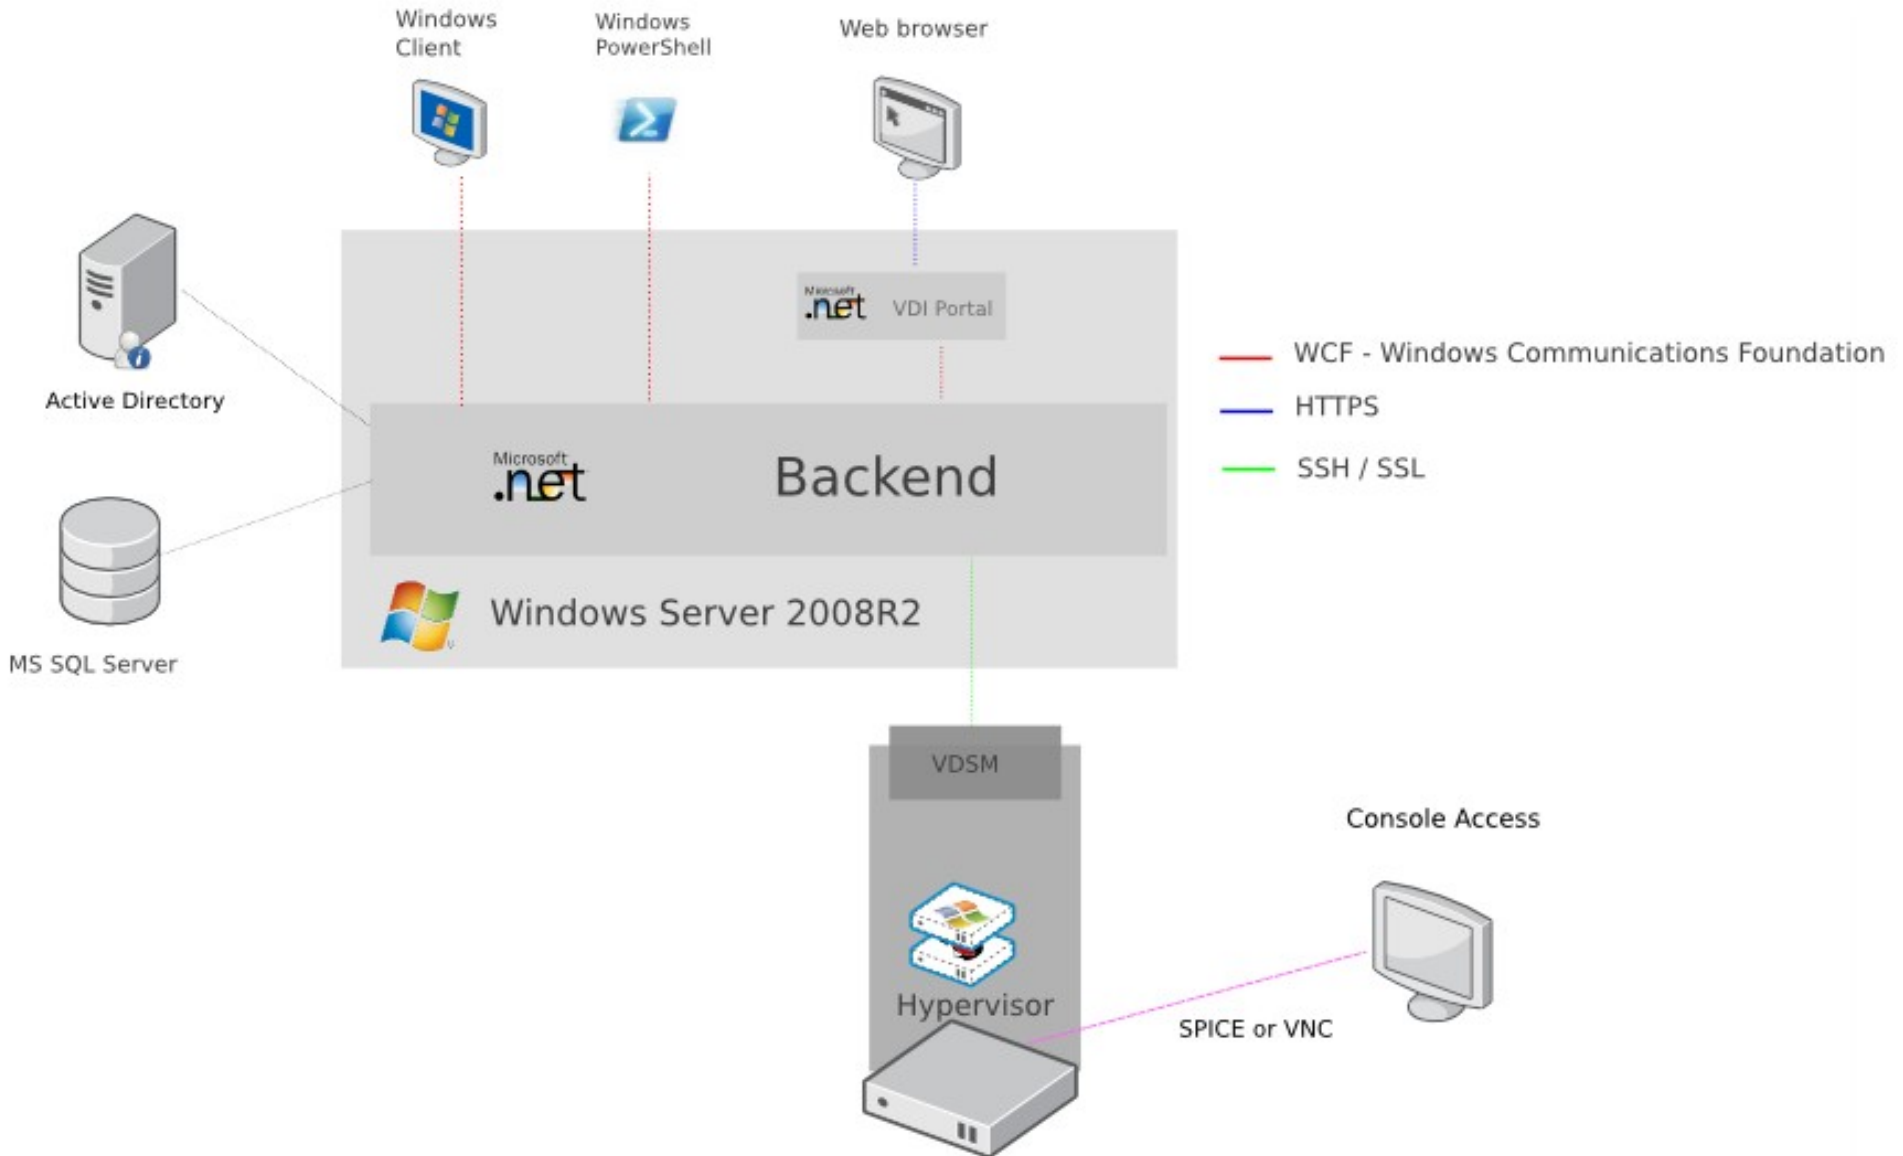 Windows
Client
Windows
PowerShell
Web browser
Microsoft
.net
VDI Portal
WCF - Windows Communications Foundation
HTTPS
SSH / SSL
Active Directory
Microsoft
.net
Backend
Windows Server 2008R2
MS SQL Server
VDSM
Console Access
Hypervisor
SPICE or VNC